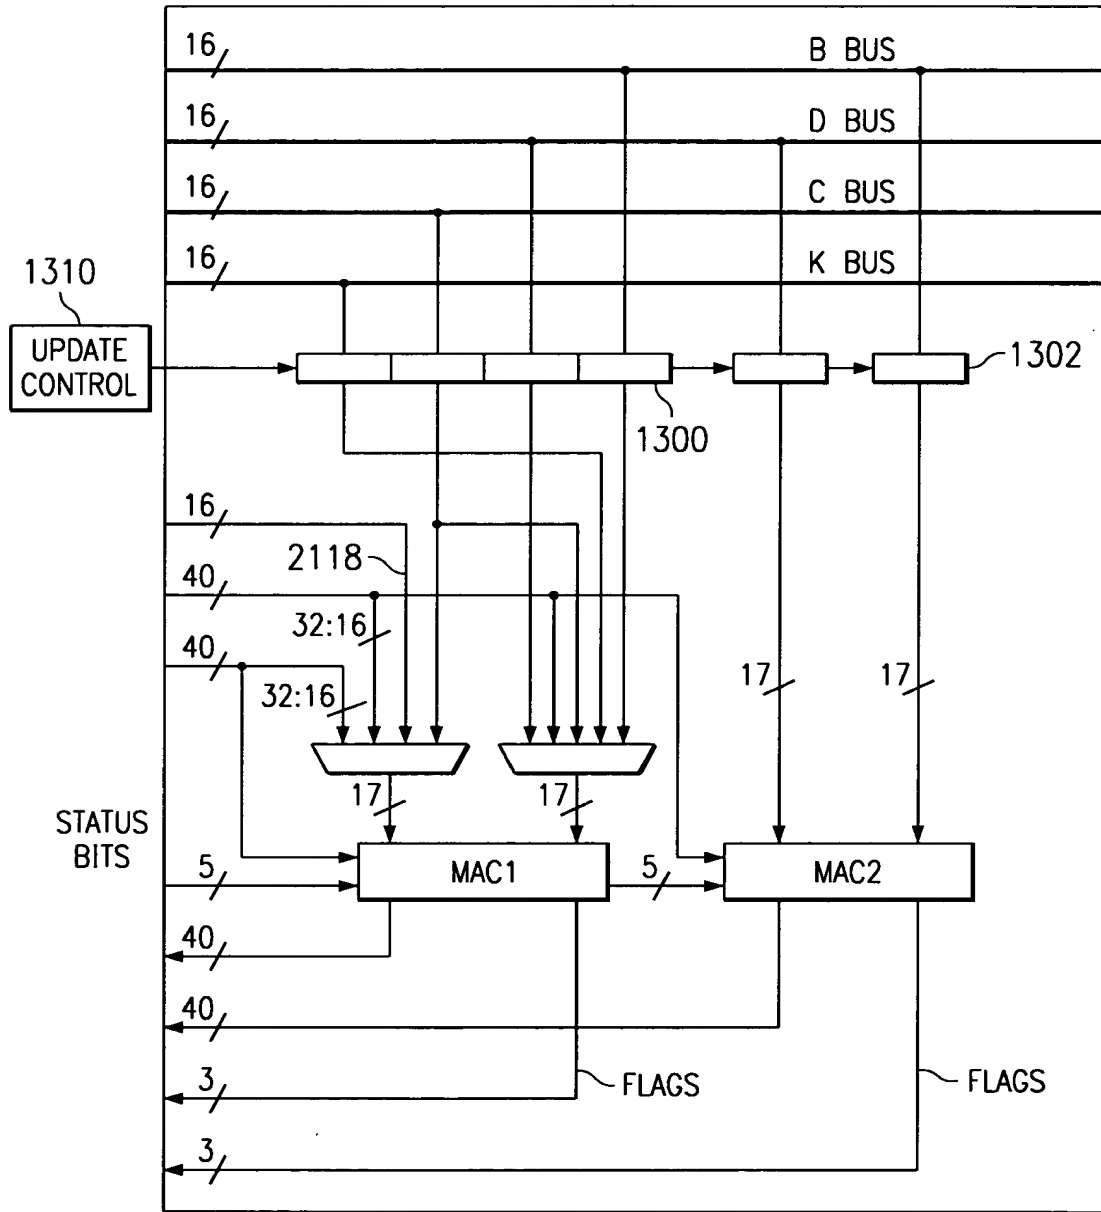 16
B BUS
16
D BUS
16
C BUS
16
K BUS
1310
UPDATE
CONTROL
1302
1300
16
2118
40
32:16
40
32:16
17
17
17
17
STATUS
BITS
MAC1
MAC2
5
5
40
40
3
FLAGS
FLAGS
3